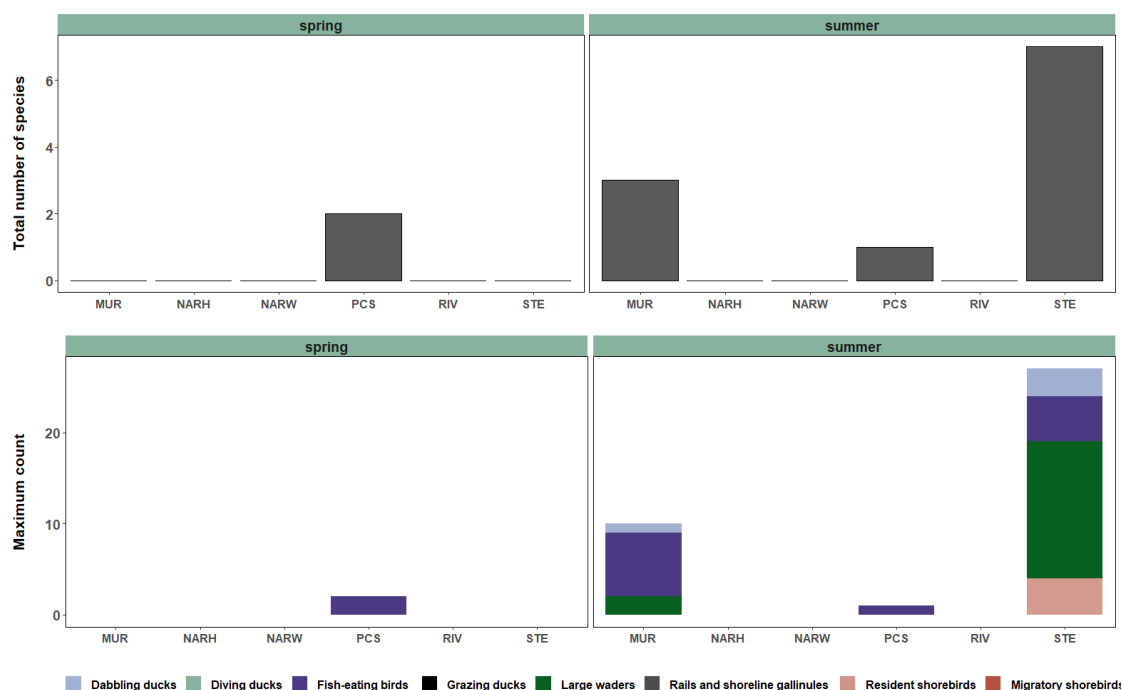 spring summer
Total number of species
6
4
2
0
MUR NARH NARW PCS RIV STE MUR NARH NARW PCS RIV STE
spring summer
Maximum count
20
10
0
MUR NARH NARW PCS RIV STE MUR NARH NARW PCS RIV STE
Dabbling ducks Diving ducks Fish-eating birds Grazing ducks Large waders Rails and shoreline gallinules Resident shorebirds Migratory shorebirds